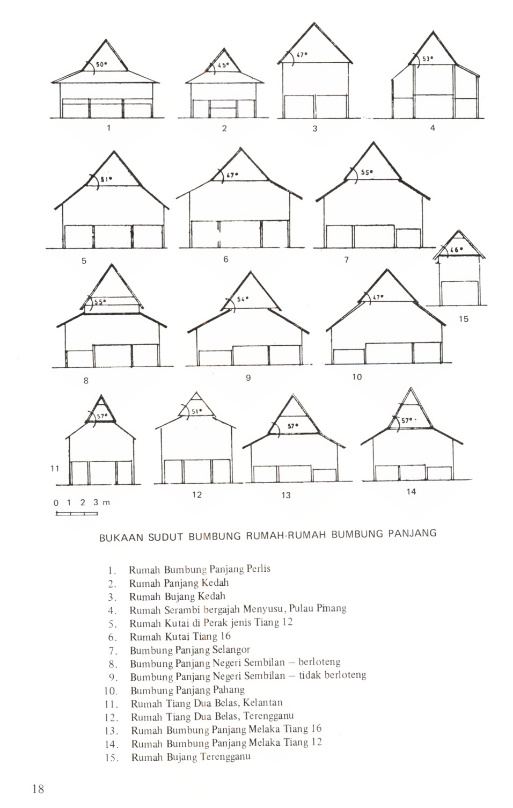 50° 45° 47° 53°
1 2 3 4
51° 47° 55°
5 6 7
46°
15
55° 54° 47°
8 9 10
57° 51° 57° 57°
11 12 13 14
0 1 2 3 m
BUKAAN SUDUT BUMBUNG RUMAH-RUMAH BUMBUNG PANJANG
1. Rumah Bumbung Panjang Perlis
2. Rumah Panjang Kedah
3. Rumah Bujang Kedah
4. Rumah Serambi bergajah Menyusu, Pulau Pinang
5. Rumah Kutai di Perak jenis Tiang 12
6. Rumah Kutai Tiang 16
7. Bumbung Panjang Selangor
8. Bumbung Panjang Negeri Sembilan – berloteng
9. Bumbung Panjang Negeri Sembilan – tidak berloteng
10. Bumbung Panjang Pahang
11. Rumah Tiang Dua Belas, Kelantan
12. Rumah Tiang Dua Belas, Terengganu
13. Rumah Bumbung Panjang Melaka Tiang 16
14. Rumah Bumbung Panjang Melaka Tiang 12
15. Rumah Bujang Terengganu
18